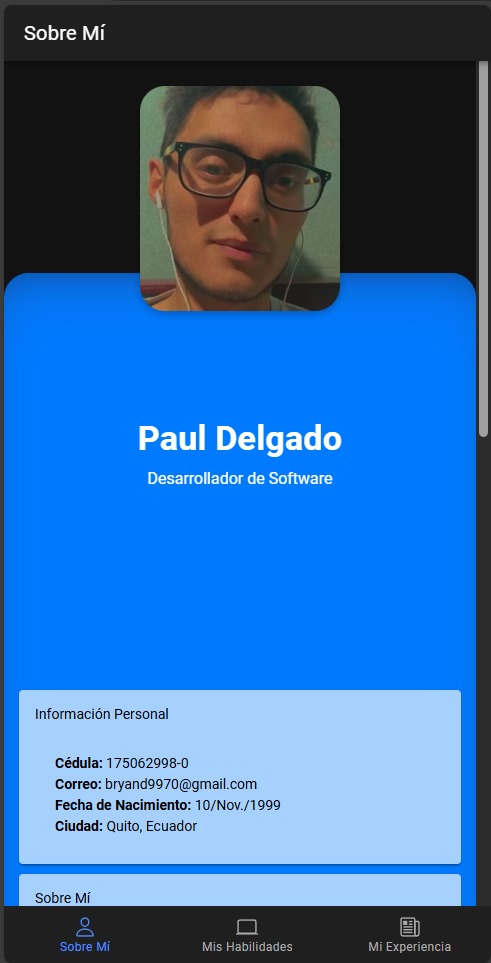 Sobre Mí
Paul Delgado
Desarrollador de Software
Información Personal
Cédula: 175062998-0
Correo: bryand9970@gmail.com
Fecha de Nacimiento: 10/Nov./1999
Ciudad: Quito, Ecuador
Sobre Mí
Sobre Mí
Mis Habilidades
Mi Experiencia